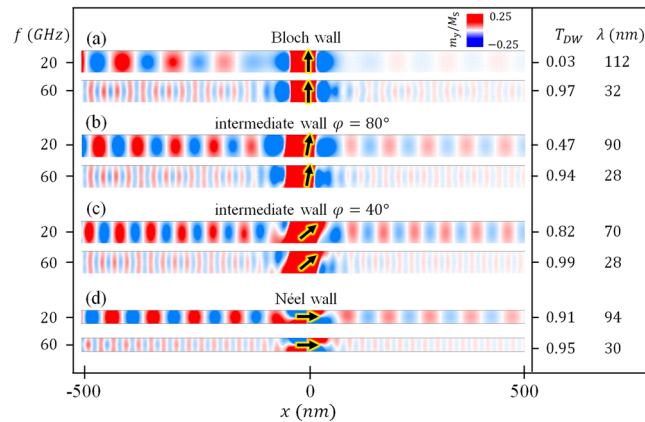 f (GHz)
(a)
Bloch wall
m_y/M_S
0.25
−0.25
T_DW
λ (nm)
20
0.03
112
60
0.97
32
(b)
intermediate wall φ = 80°
20
0.47
90
60
0.94
28
(c)
intermediate wall φ = 40°
20
0.82
70
60
0.99
28
(d)
Néel wall
20
0.91
94
60
0.95
30
-500
0
500
x (nm)